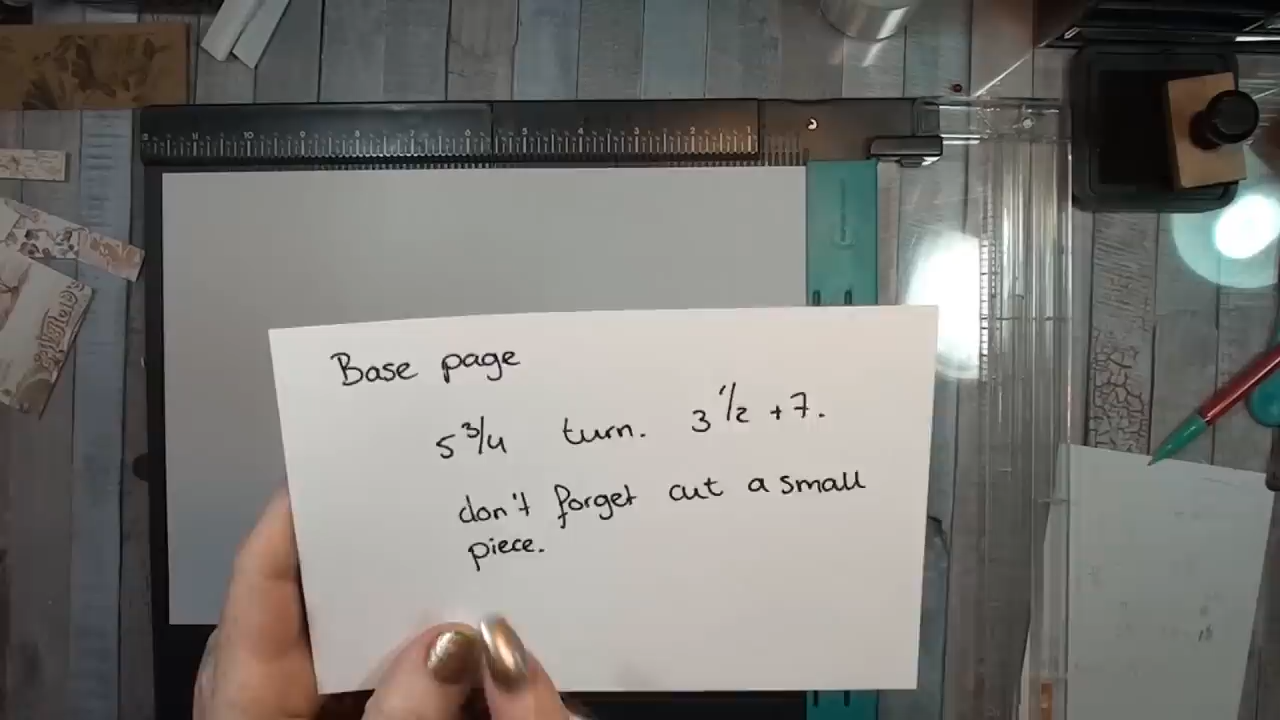 Base page
5 3/4 turn. 3 1/2 + 7.
don't forget cut a small
piece.